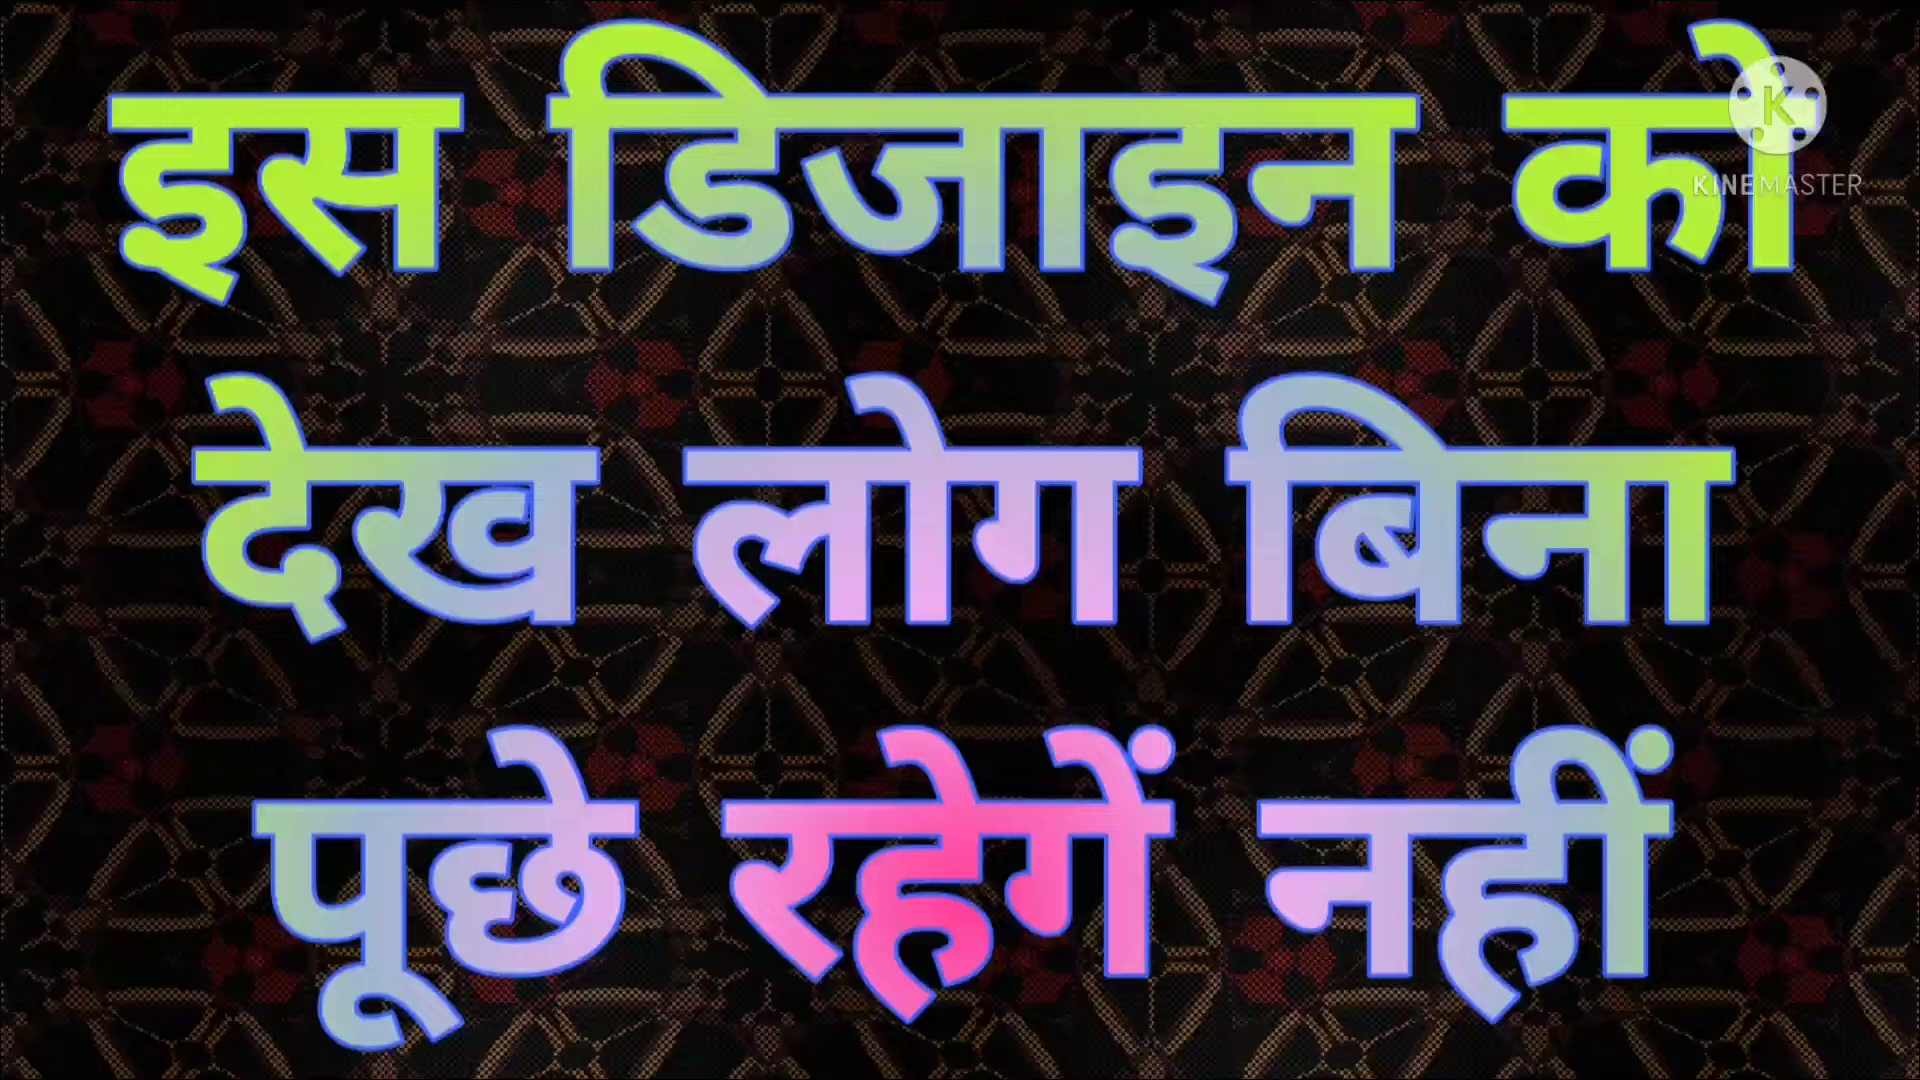 इस डिजाइन को
KINEMASTER
देख लोग बिना
पूछे रहेगें नहीं